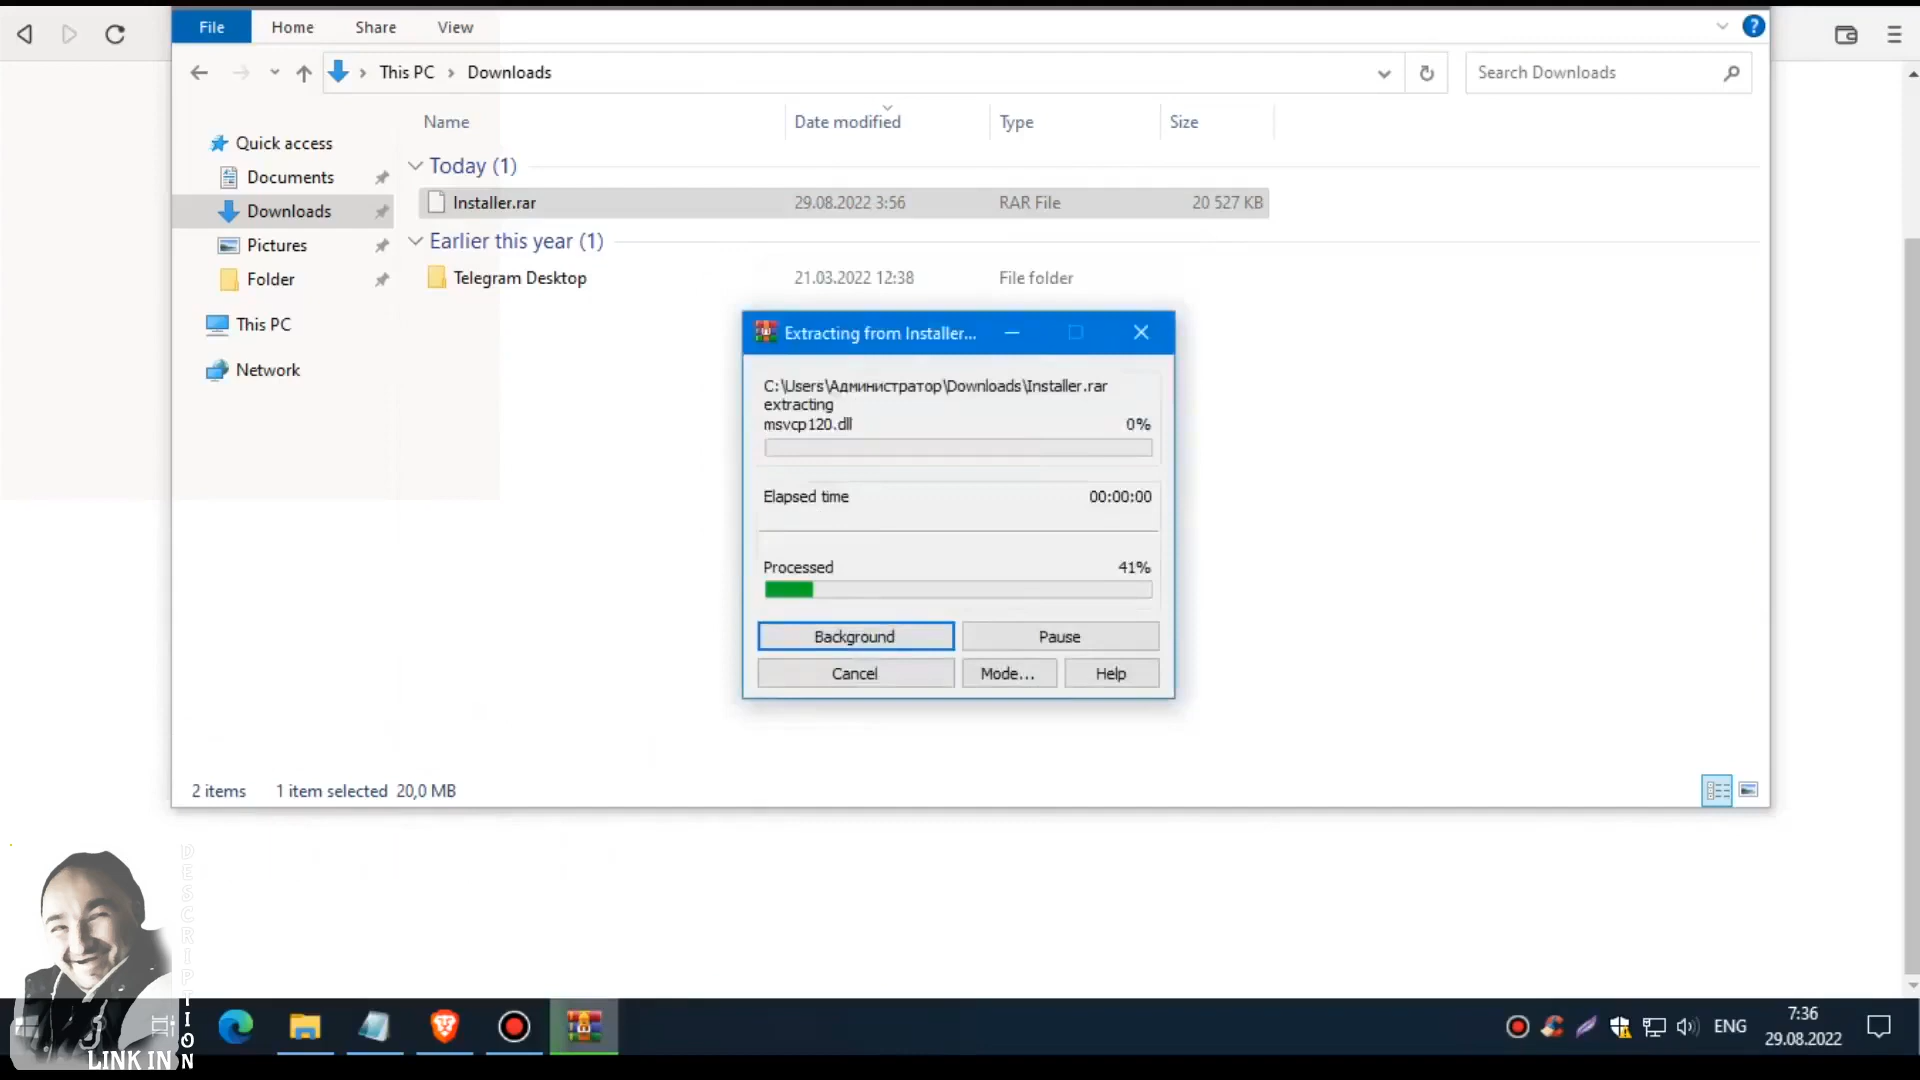 File Home Share View
This PC > Downloads
Search Downloads
Name Date modified Type Size
Quick access
Documents
Downloads
Pictures
Folder
This PC
Network
Today (1)
Installer.rar 29.08.2022 3:56 RAR File 20 527 KB
Earlier this year (1)
Telegram Desktop 21.03.2022 12:38 File folder
Extracting from Installer...
C:\Users\Администратор\Downloads\Installer.rar
extracting
msvcp120.dll 0%
Elapsed time 00:00:00
Processed 41%
Background Pause
Cancel Mode... Help
2 items 1 item selected 20,0 MB
DESCRIPTION
LINK IN
ENG
7:36
29.08.2022